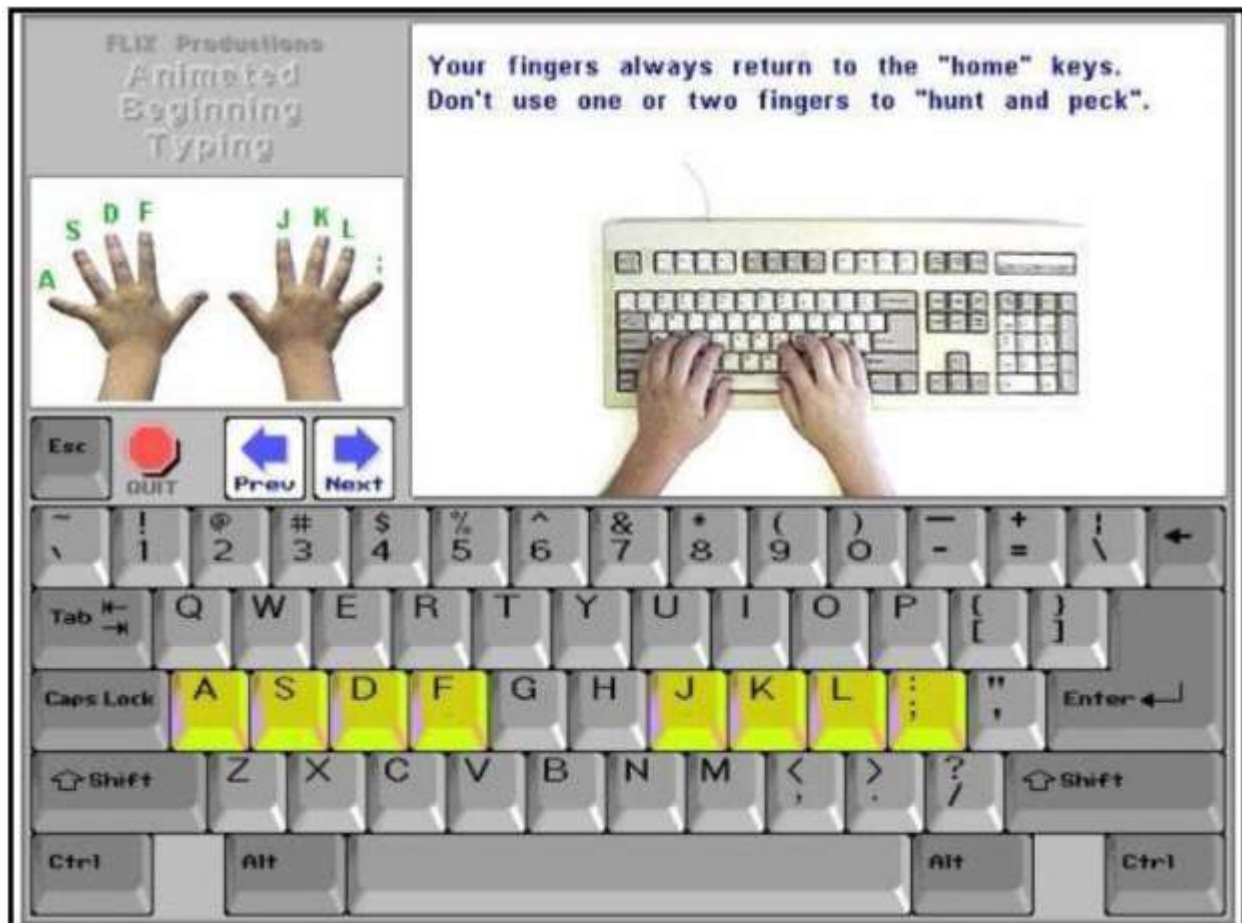 FLIX Productions
Animated
Beginning
Typing
Your fingers always return to the "home" keys.
Don't use one or two fingers to "hunt and peck".
A S D F J K L ;
Esc QUIT Prev Next
~ ! @ # $ % ^ & * ( ) — + ¦
` 1 2 3 4 5 6 7 8 9 0 - = \ ←
Tab Q W E R T Y U I O P { [ } ]
Caps Lock A S D F G H J K L : ; " ' Enter
Shift Z X C V B N M < , > . ? / Shift
Ctrl Alt Alt Ctrl